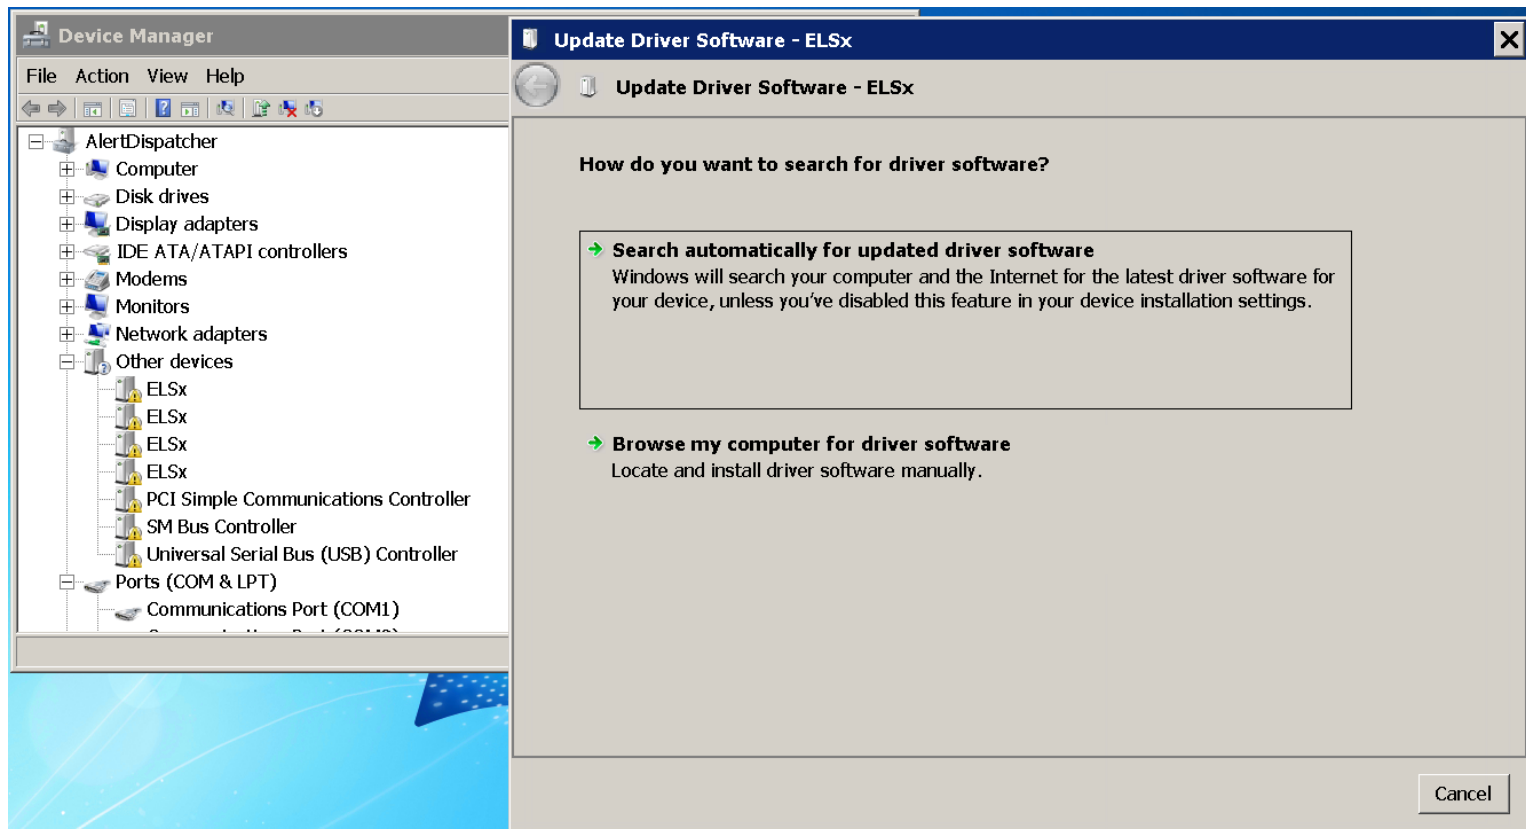 Device Manager
File Action View Help
AlertDispatcher
Computer
Disk drives
Display adapters
IDE ATA/ATAPI controllers
Modems
Monitors
Network adapters
Other devices
ELSx
ELSx
ELSx
ELSx
PCI Simple Communications Controller
SM Bus Controller
Universal Serial Bus (USB) Controller
Ports (COM & LPT)
Communications Port (COM1)
Update Driver Software - ELSx
Update Driver Software - ELSx
How do you want to search for driver software?
Search automatically for updated driver software
Windows will search your computer and the Internet for the latest driver software for
your device, unless you've disabled this feature in your device installation settings.
Browse my computer for driver software
Locate and install driver software manually.
Cancel